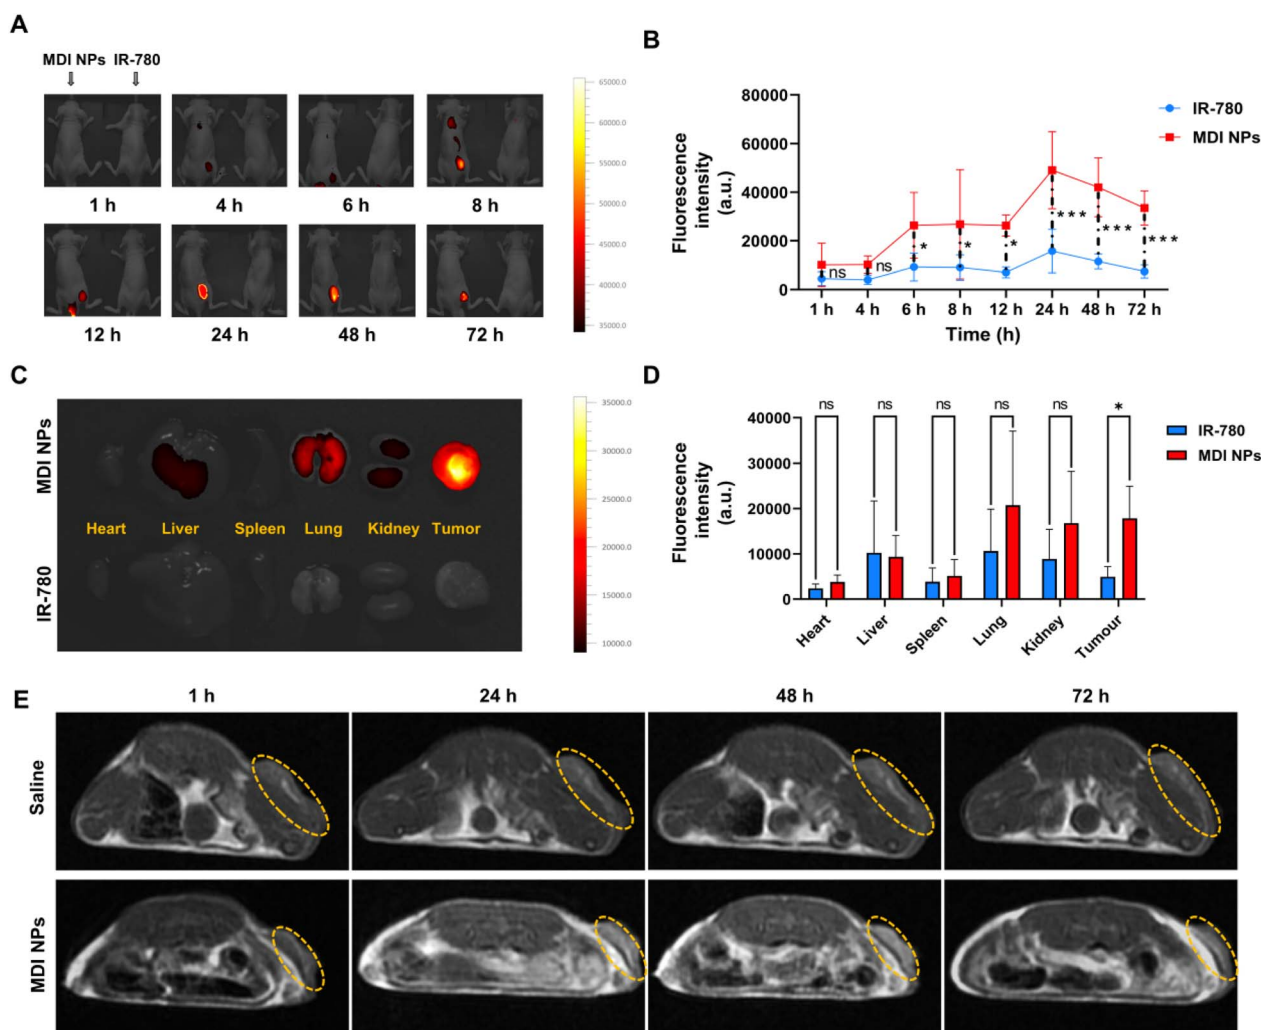 A
MDI NPs IR-780
1 h 4 h 6 h 8 h
12 h 24 h 48 h 72 h
65000.0
60000.0
55000.0
50000.0
45000.0
40000.0
35000.0
B
Fluorescence
intensity
(a.u.)
80000
60000
40000
20000
0
ns ns * * * *** *** ***
1 h 4 h 6 h 8 h 12 h 24 h 48 h 72 h
Time (h)
IR-780
MDI NPs
C
MDI NPs
Heart Liver Spleen Lung Kidney Tumor
IR-780
35000.0
30000.0
25000.0
20000.0
15000.0
10000.0
D
Fluorescence
intensity
(a.u.)
40000
30000
20000
10000
0
ns ns ns ns ns *
Heart Liver Spleen Lung Kidney Tumour
IR-780
MDI NPs
E
1 h 24 h 48 h 72 h
Saline
MDI NPs